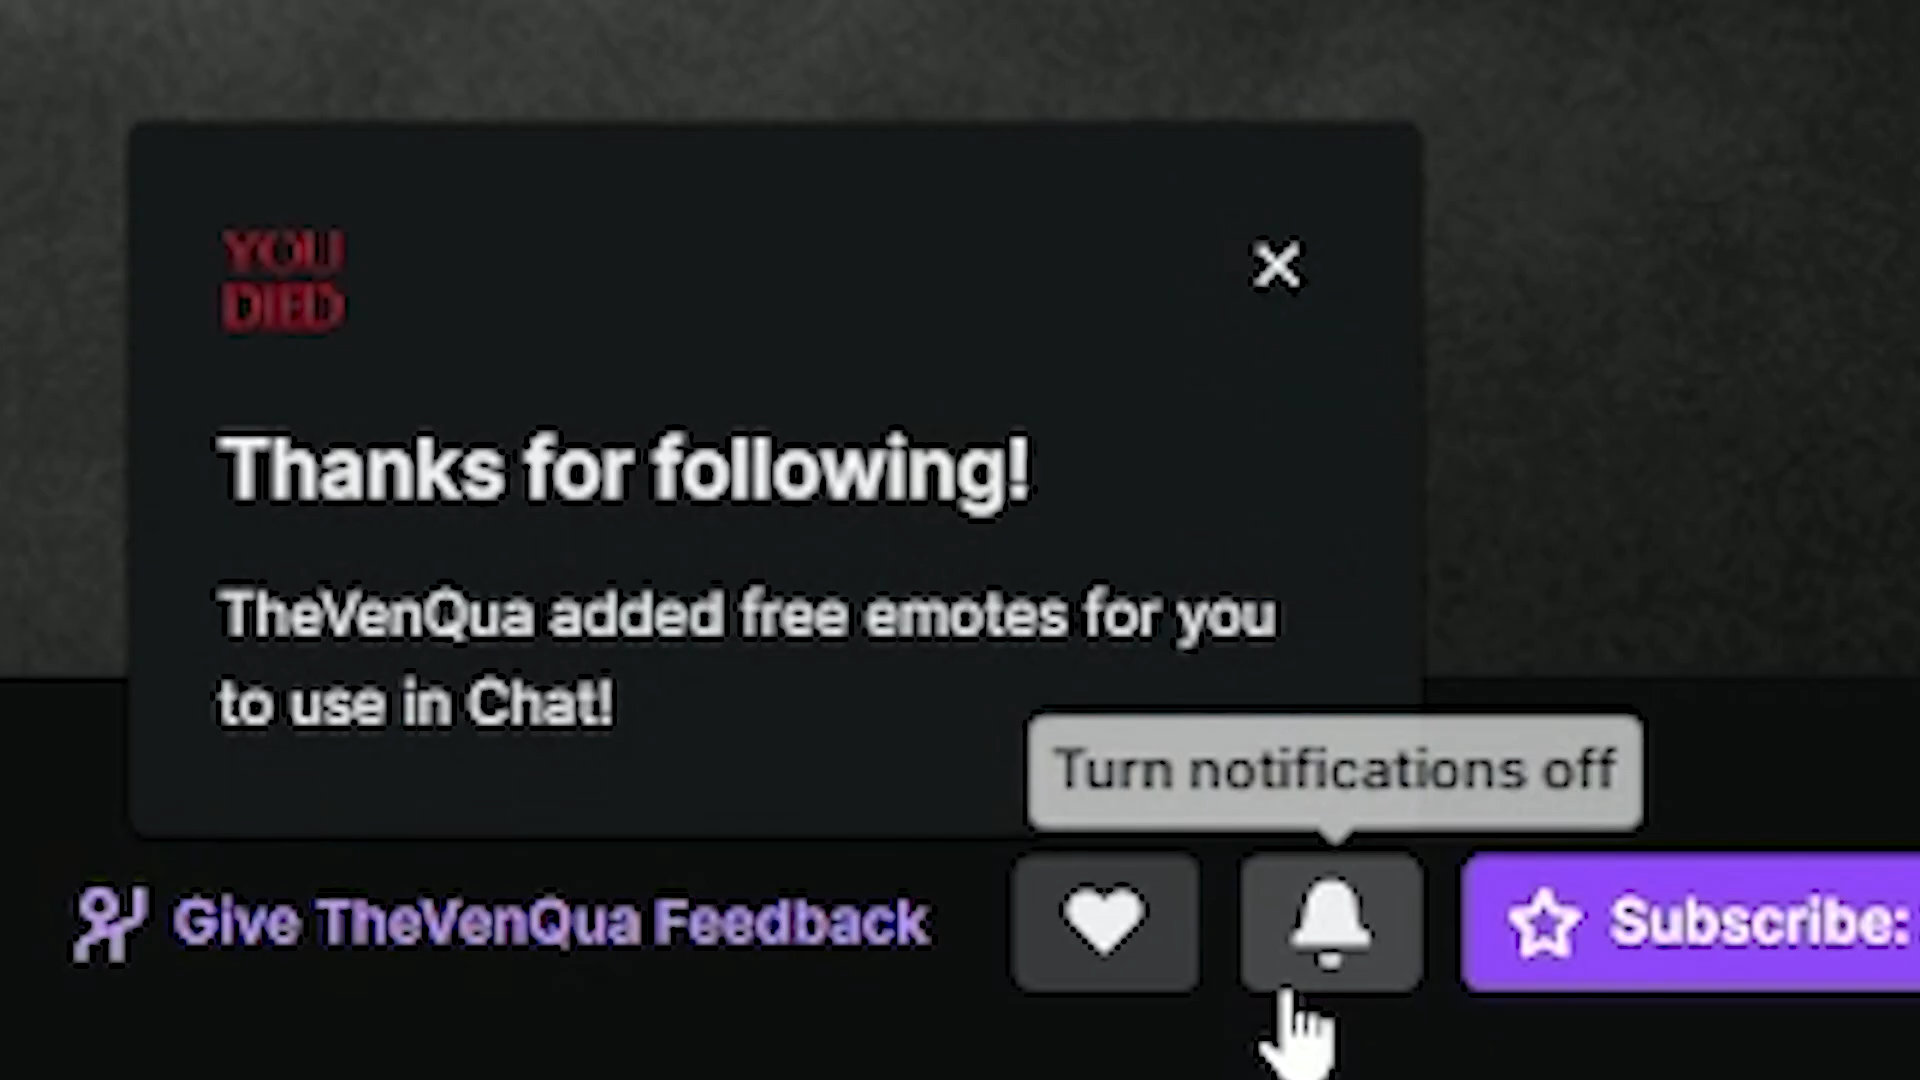 YOU
DIED
Thanks for following!
TheVenQua added free emotes for you
to use in Chat!
Turn notifications off
Give TheVenQua Feedback
Subscribe: